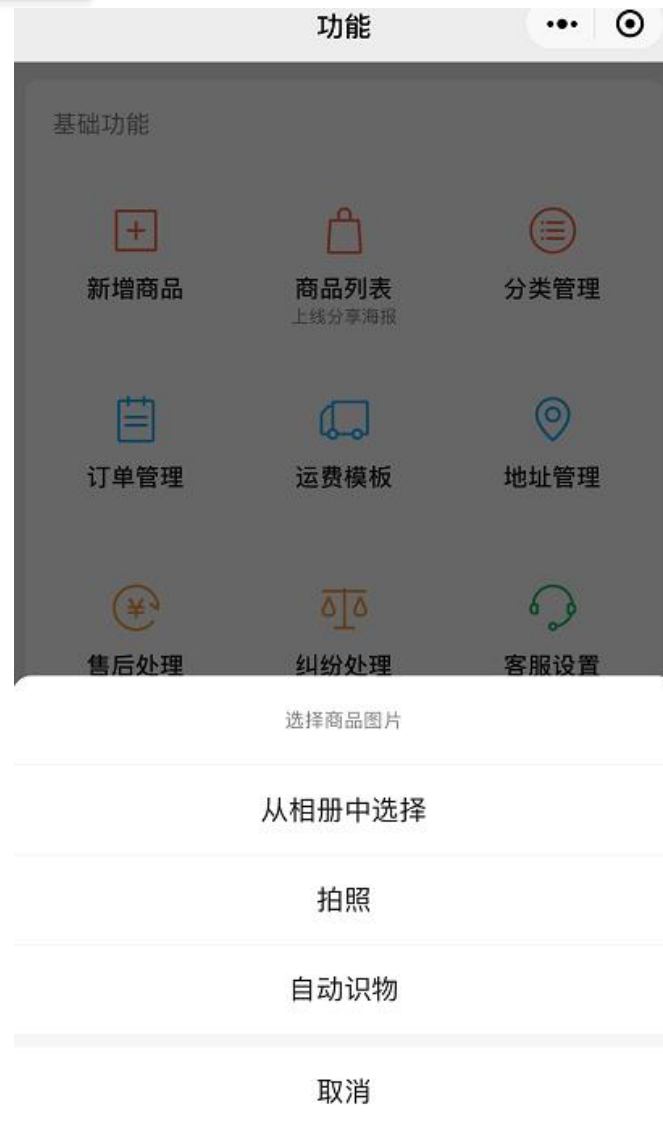 功能
基础功能
新增商品 商品列表 分类管理
上线分享海报
订单管理 运费模板 地址管理
售后处理 纠纷处理 客服设置
选择商品图片
从相册中选择
拍照
自动识物
取消